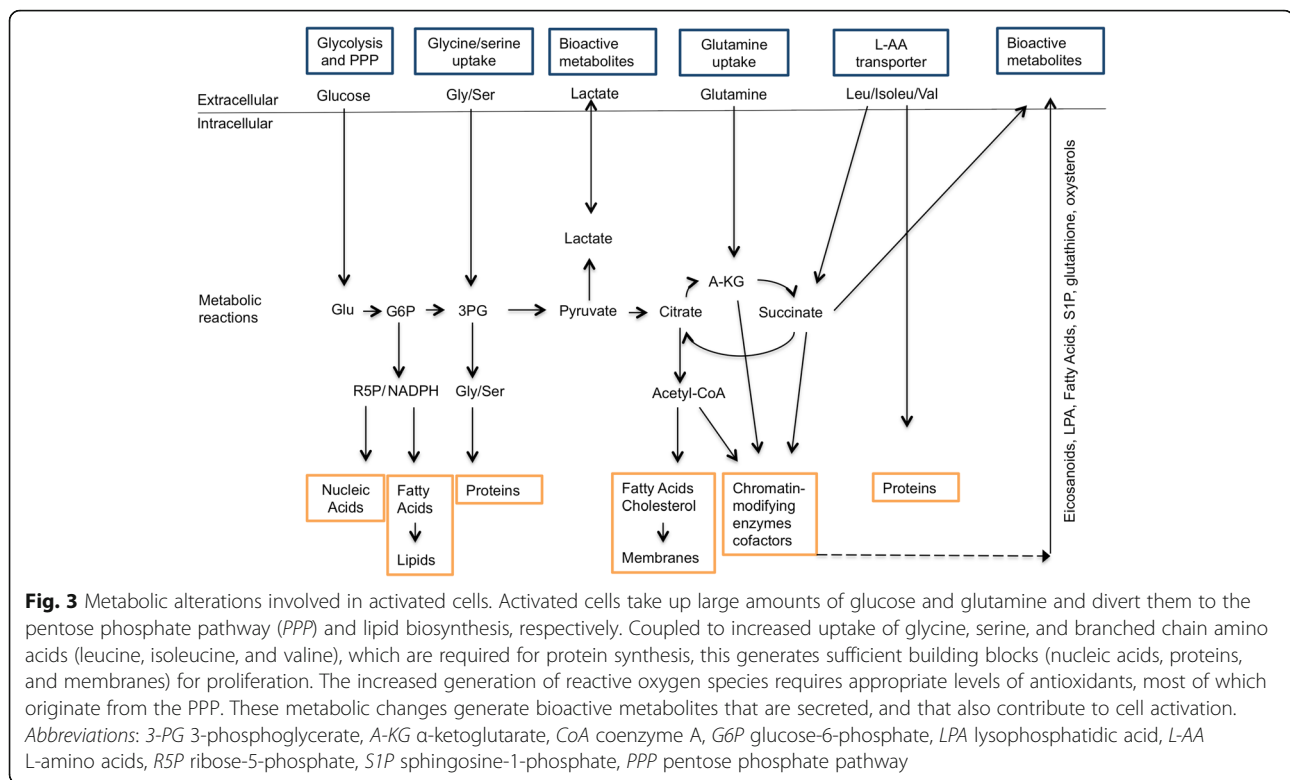 Glycolysis
and PPP
Glycine/serine
uptake
Bioactive
metabolites
Glutamine
uptake
L-AA
transporter
Bioactive
metabolites
Extracellular
Glucose
Gly/Ser
Lactate
Glutamine
Leu/Isoleu/Val
Intracellular
Lactate
A-KG
Metabolic
reactions
Glu
G6P
3PG
Pyruvate
Citrate
Succinate
R5P/NADPH
Gly/Ser
Acetyl-CoA
Nucleic
Acids
Fatty
Acids
Lipids
Proteins
Fatty Acids
Cholesterol
Membranes
Chromatin-
modifying
enzymes
cofactors
Proteins
Eicosanoids, LPA, Fatty Acids, S1P, glutathione, oxysterols
Fig. 3 Metabolic alterations involved in activated cells. Activated cells take up large amounts of glucose and glutamine and divert them to the
pentose phosphate pathway (PPP) and lipid biosynthesis, respectively. Coupled to increased uptake of glycine, serine, and branched chain amino
acids (leucine, isoleucine, and valine), which are required for protein synthesis, this generates sufficient building blocks (nucleic acids, proteins,
and membranes) for proliferation. The increased generation of reactive oxygen species requires appropriate levels of antioxidants, most of which
originate from the PPP. These metabolic changes generate bioactive metabolites that are secreted, and that also contribute to cell activation.
Abbreviations: 3-PG 3-phosphoglycerate, A-KG α-ketoglutarate, CoA coenzyme A, G6P glucose-6-phosphate, LPA lysophosphatidic acid, L-AA
L-amino acids, R5P ribose-5-phosphate, S1P sphingosine-1-phosphate, PPP pentose phosphate pathway